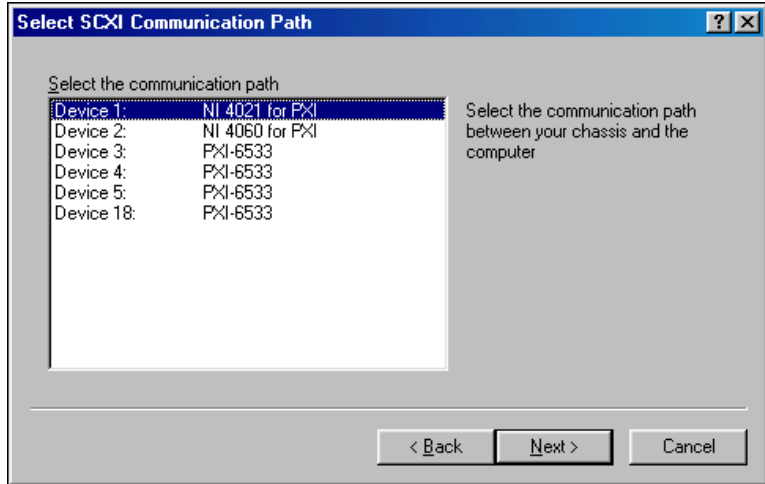 Select SCXI Communication Path
Select the communication path
Device 1: NI 4021 for PXI
Device 2: NI 4060 for PXI
Device 3: PXI-6533
Device 4: PXI-6533
Device 5: PXI-6533
Device 18: PXI-6533
Select the communication path
between your chassis and the
computer
< Back
Next >
Cancel